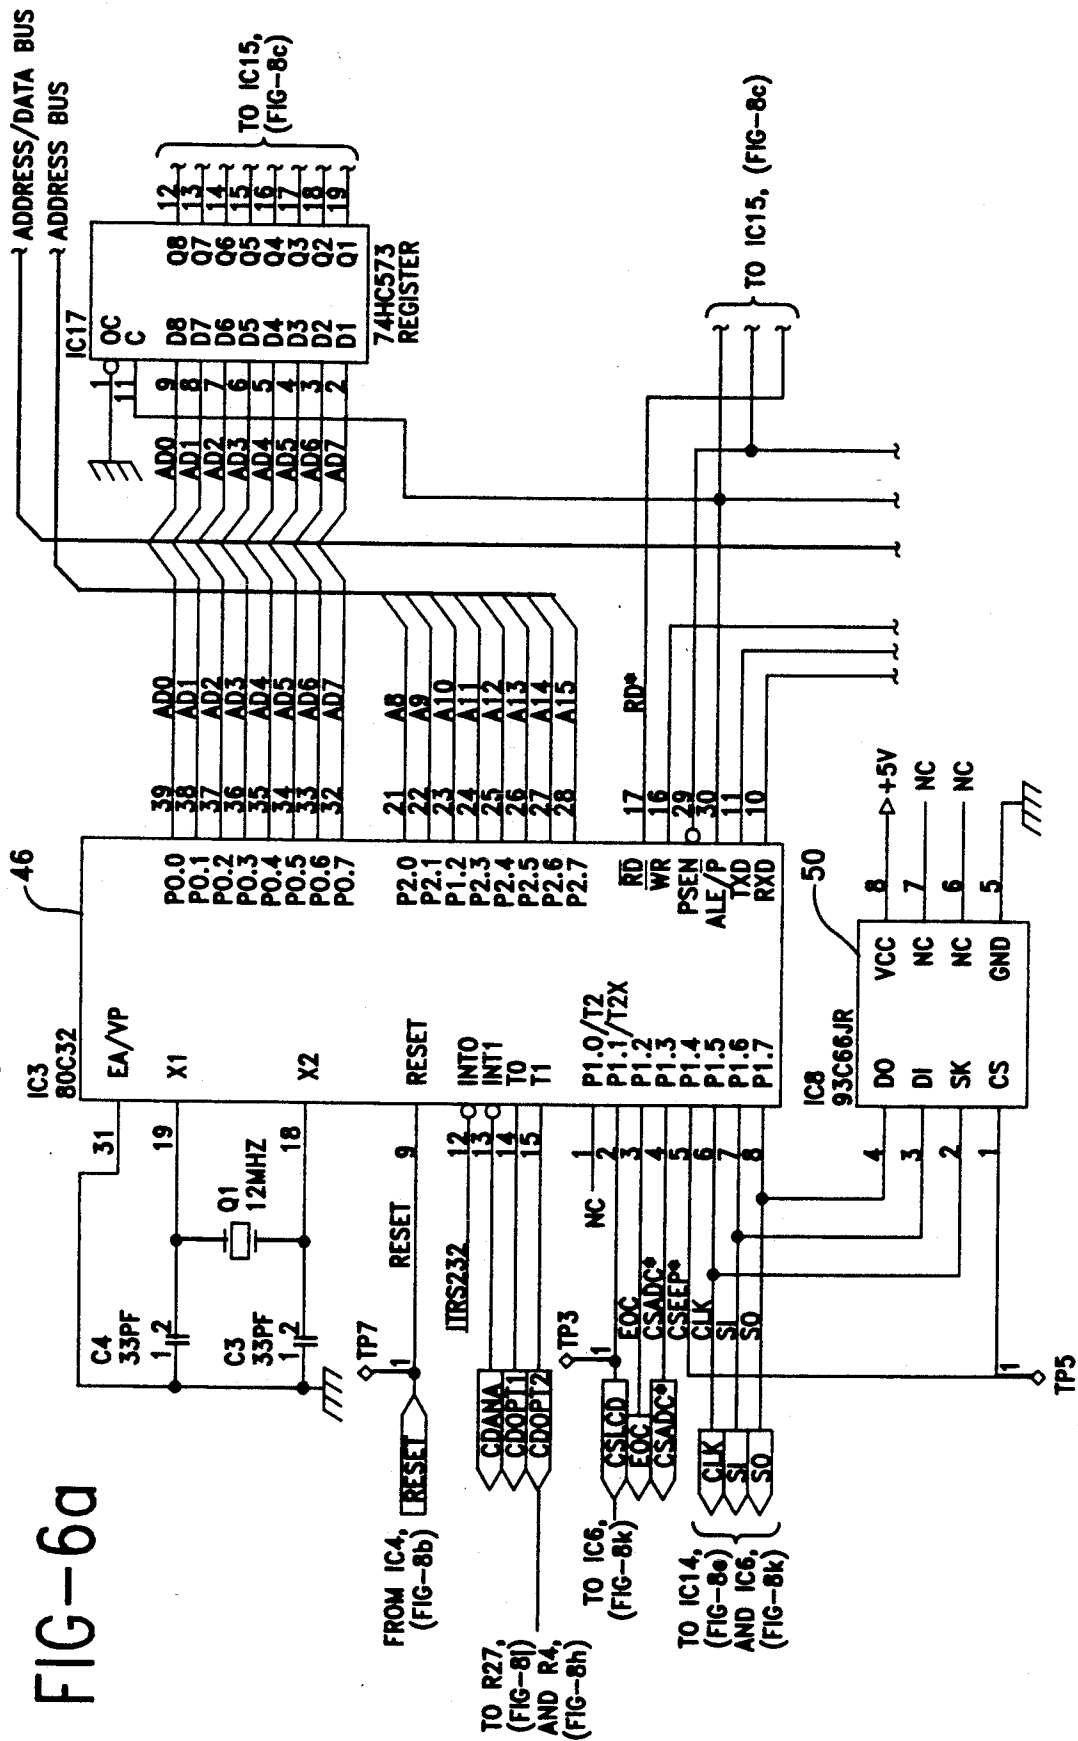 FIG-6a
ADDRESS/DATA BUS
ADDRESS BUS
IC3
80C32
46
EA/VP
31
X1
19
X2
18
Q1
12MHZ
C4
33PF
1 2
C3
33PF
1 2
RESET
9
RESET
TP7
1
RESET
FROM IC4,
(FIG-8b)
INTO
12
ITRS232
INT1
13
T0
14
T1
15
CDANA
CDOPT1
CDOPT2
TO R27,
(FIG-8j)
AND R4,
(FIG-8h)
P1.0/T2
1
NC
P1.1/T2X
2
P1.2
3
EOC
P1.3
4
CSADC*
P1.4
5
CSEEP*
P1.5
6
CLK
P1.6
7
SI
P1.7
8
SO
TP3
1
CSLCD
EOC
CSADC*
TO IC6,
(FIG-8k)
CLK
SI
SO
TO IC14,
(FIG-8e)
AND IC6,
(FIG-8k)
TP5
1
P0.0
39
AD0
P0.1
38
AD1
P0.2
37
AD2
P0.3
36
AD3
P0.4
35
AD4
P0.5
34
AD5
P0.6
33
AD6
P0.7
32
AD7
P2.0
21
A8
P2.1
22
A9
P1.2
23
A10
P2.3
24
A11
P2.4
25
A12
P2.5
26
A13
P2.6
27
A14
P2.7
28
A15
RD
17
RD*
WR
16
PSEN
29
ALE/P
30
TXD
11
RXD
10
IC17
OC
1
C
11
AD0
9
D8
Q8
12
AD1
8
D7
Q7
13
AD2
7
D6
Q6
14
AD3
6
D5
Q5
15
AD4
5
D4
Q4
16
AD5
4
D3
Q3
17
AD6
3
D2
Q2
18
AD7
2
D1
Q1
19
74HC573
REGISTER
TO IC15,
(FIG-8c)
TO IC15, (FIG-8c)
IC8
93C66JR
50
4
DO
VCC
8
+5V
3
DI
NC
7
NC
2
SK
NC
6
NC
1
CS
GND
5